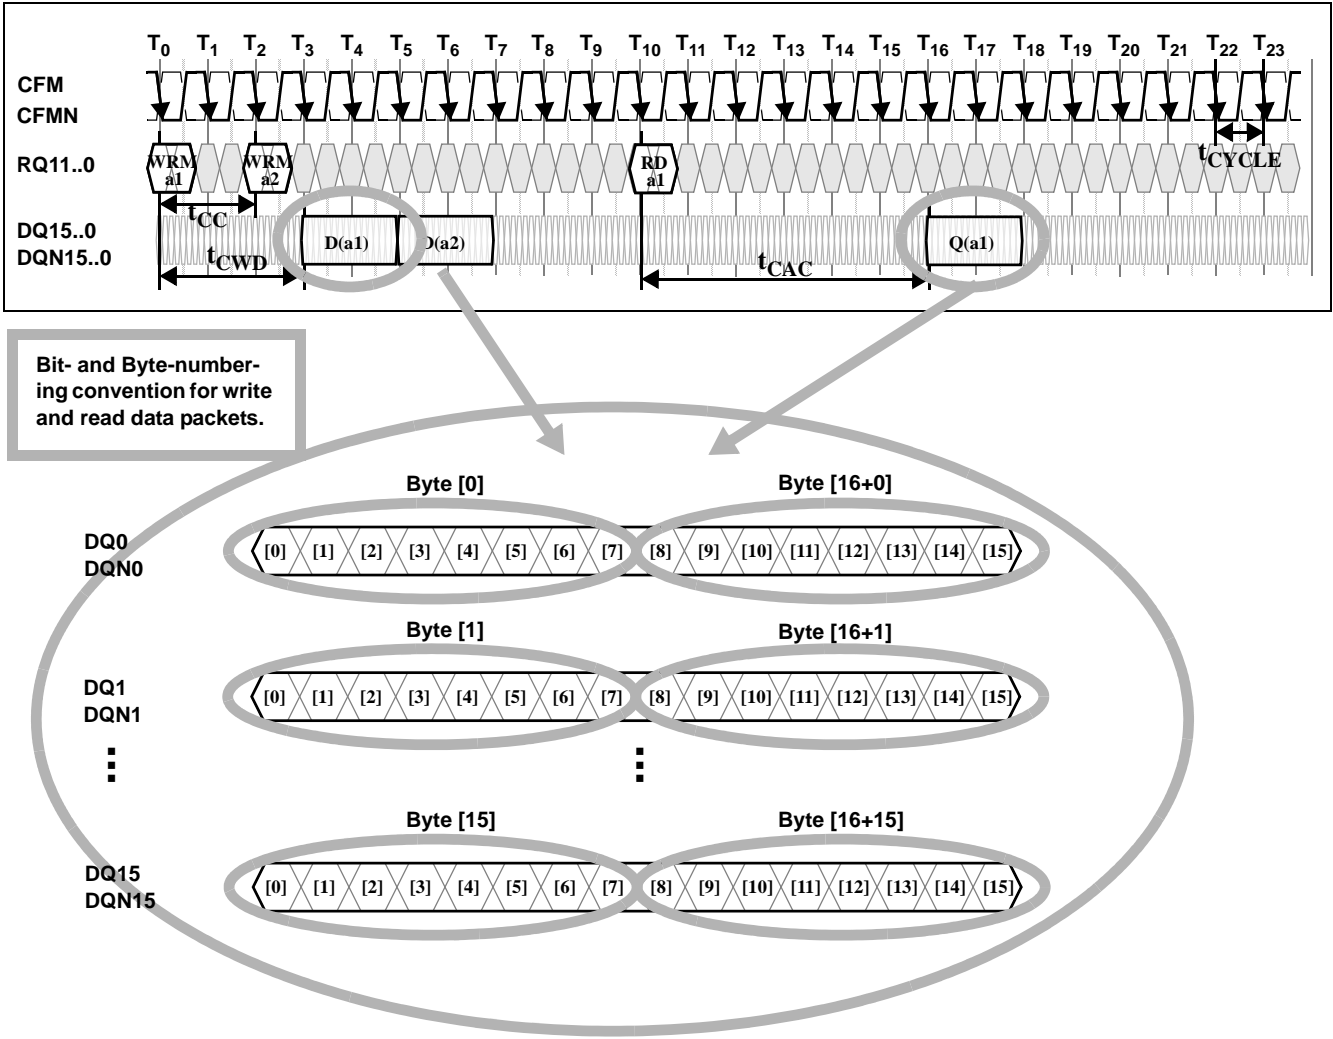 T0 T1 T2 T3 T4 T5 T6 T7 T8 T9 T10 T11 T12 T13 T14 T15 T16 T17 T18 T19 T20 T21 T22 T23
CFM
CFMN
RQ11..0
WRM a1
WRM a2
RD a1
tCYCLE
tCC
DQ15..0
DQN15..0
D(a1)
D(a2)
Q(a1)
tCWD
tCAC
Bit- and Byte-number-
ing convention for write
and read data packets.
Byte [0] Byte [16+0]
DQ0
DQN0
[0] [1] [2] [3] [4] [5] [6] [7] [8] [9] [10] [11] [12] [13] [14] [15]
Byte [1] Byte [16+1]
DQ1
DQN1
[0] [1] [2] [3] [4] [5] [6] [7] [8] [9] [10] [11] [12] [13] [14] [15]
Byte [15] Byte [16+15]
DQ15
DQN15
[0] [1] [2] [3] [4] [5] [6] [7] [8] [9] [10] [11] [12] [13] [14] [15]